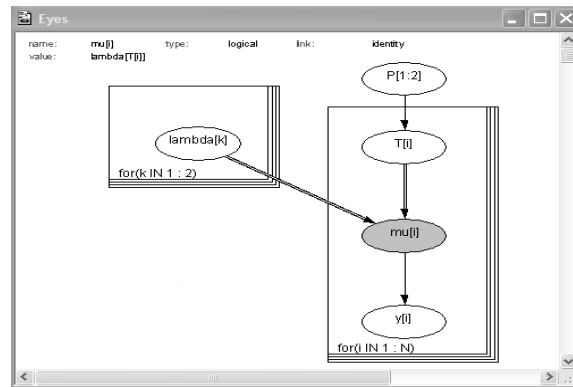 Eyes
name: mu[i] type: logical link: identity
value: lambda[T[i]]
P[1:2]
lambda[k]
T[i]
for(k IN 1 : 2)
mu[i]
y[i]
for(i IN 1 : N)